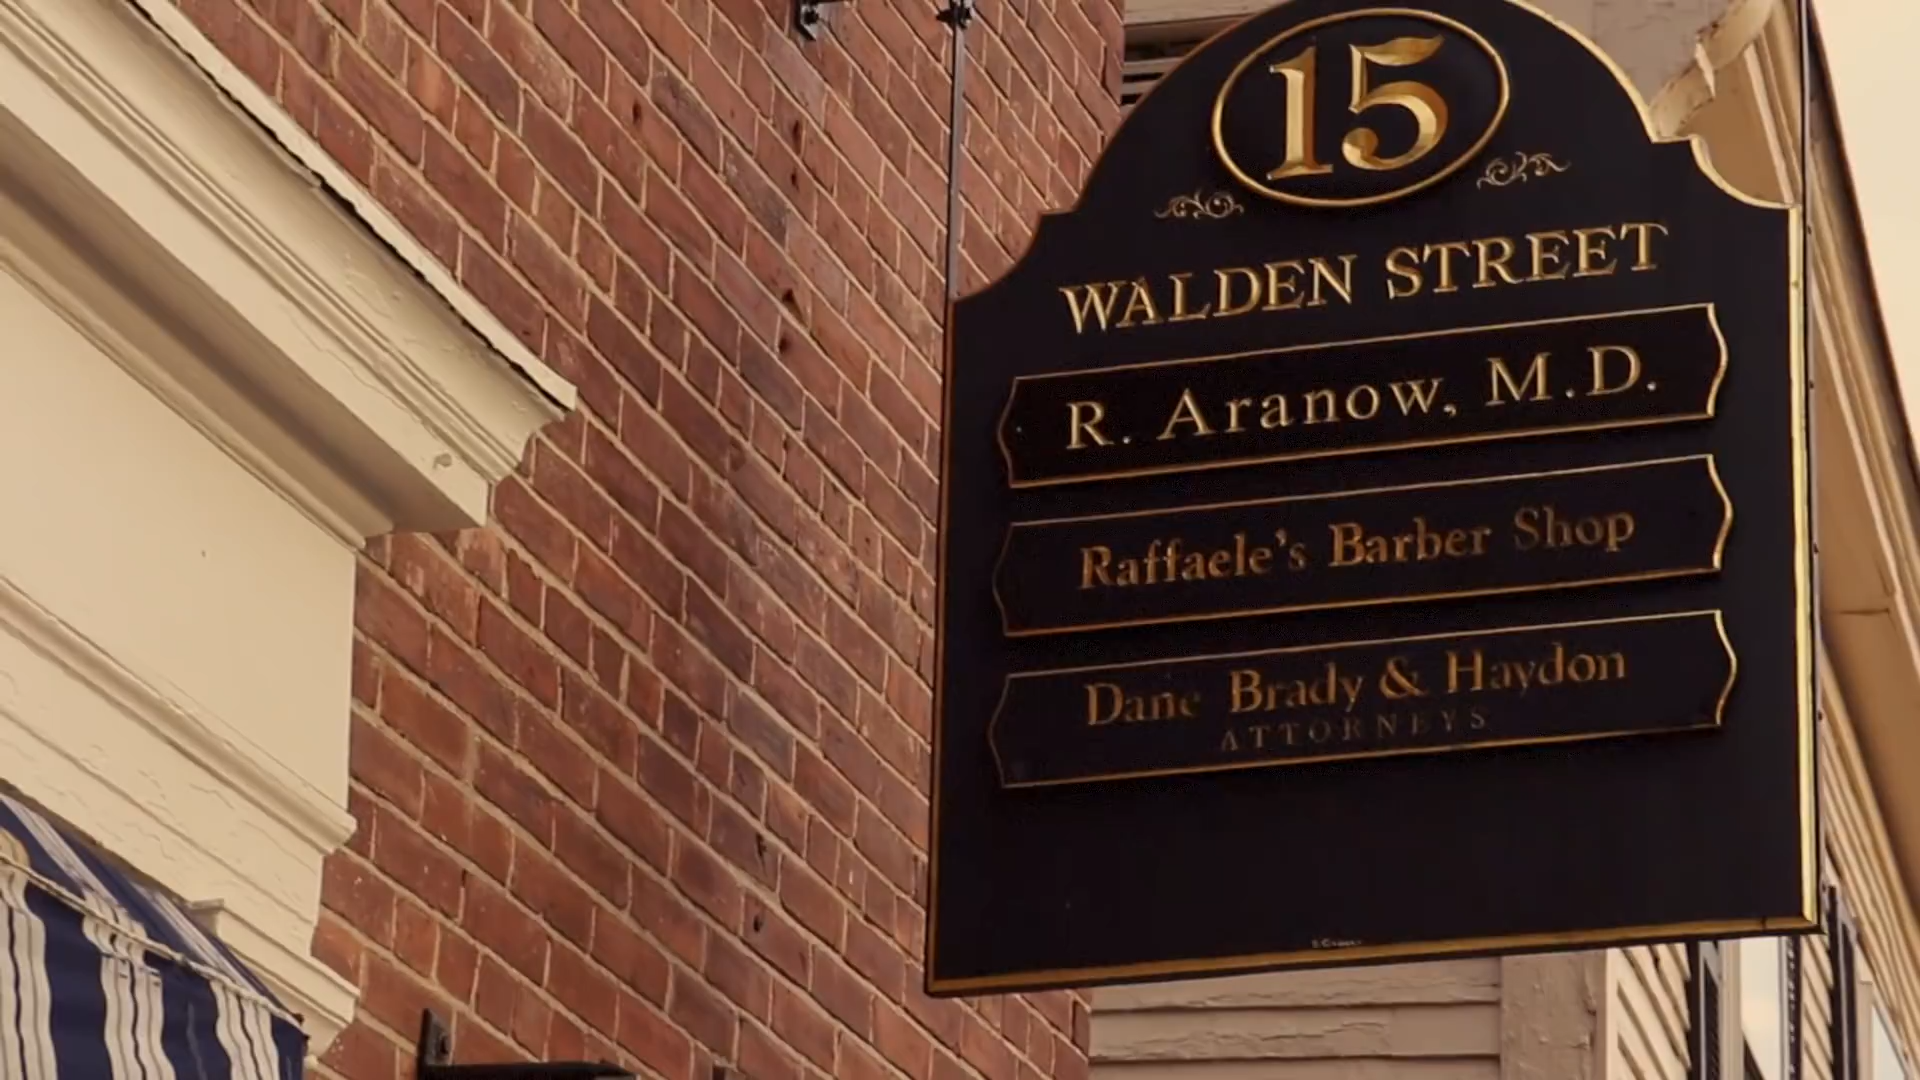 15
WALDEN STREET
R. Aranow, M.D.
Raffaele's Barber Shop
Dane Brady & Haydon
ATTORNEYS